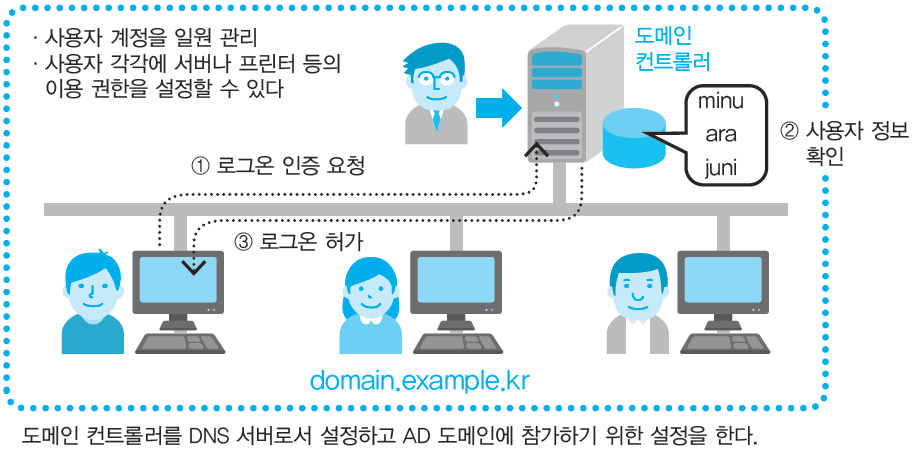 · 사용자 계정을 일원 관리
· 사용자 각각에 서버나 프린터 등의
이용 권한을 설정할 수 있다
도메인
컨트롤러
minu
ara
juni
② 사용자 정보
확인
① 로그온 인증 요청
③ 로그온 허가
domain.example.kr
도메인 컨트롤러를 DNS 서버로서 설정하고 AD 도메인에 참가하기 위한 설정을 한다.